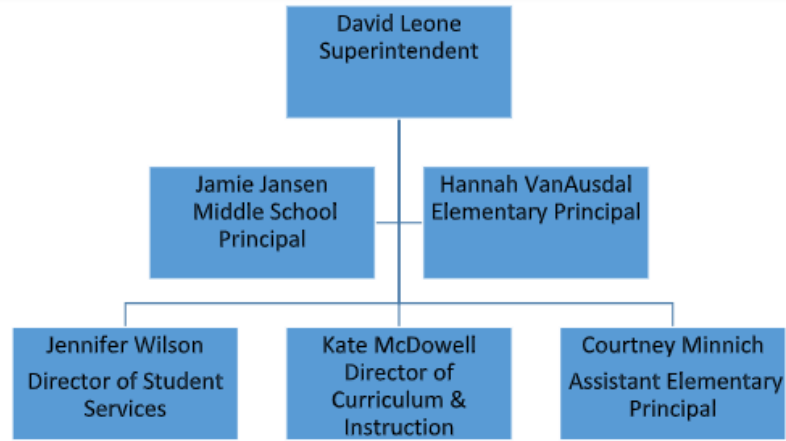 David Leone
Superintendent
Jamie Jansen
Middle School
Principal
Hannah VanAusdal
Elementary Principal
Jennifer Wilson
Director of Student
Services
Kate McDowell
Director of
Curriculum &
Instruction
Courtney Minnich
Assistant Elementary
Principal